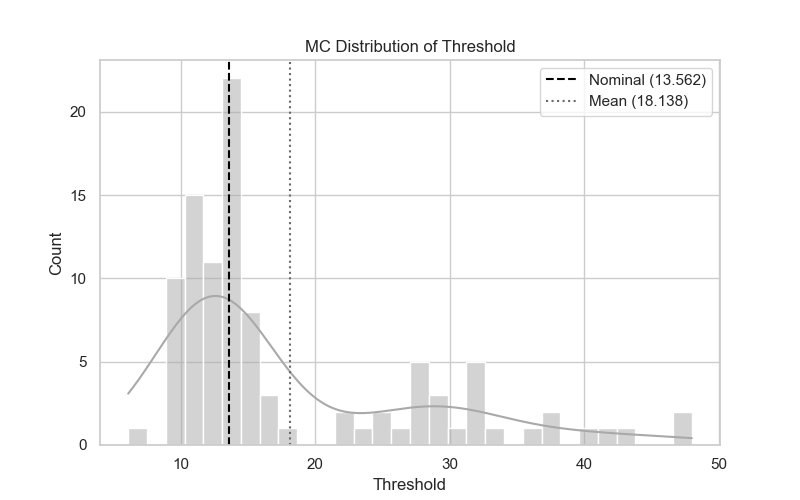 MC Distribution of Threshold
Nominal (13.562)
Mean (18.138)
Count
20
15
10
5
0
10
20
30
40
50
Threshold